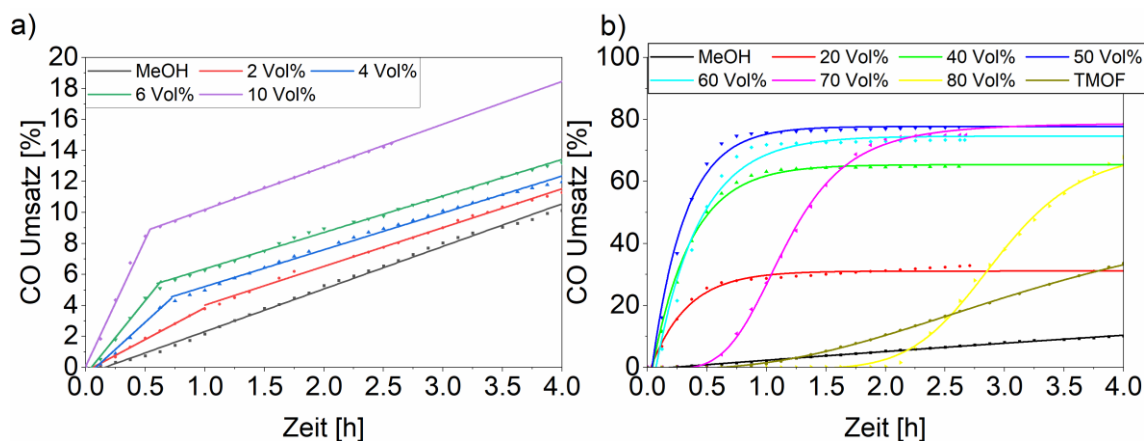 a)
CO Umsatz [%]
20
18
16
14
12
10
8
6
4
2
0
MeOH 2 Vol% 4 Vol%
6 Vol% 10 Vol%
0.0 0.5 1.0 1.5 2.0 2.5 3.0 3.5 4.0
Zeit [h]
b)
CO Umsatz [%]
100
80
60
40
20
0
MeOH 20 Vol% 40 Vol% 50 Vol%
60 Vol% 70 Vol% 80 Vol% TMOF
0.0 0.5 1.0 1.5 2.0 2.5 3.0 3.5 4.0
Zeit [h]